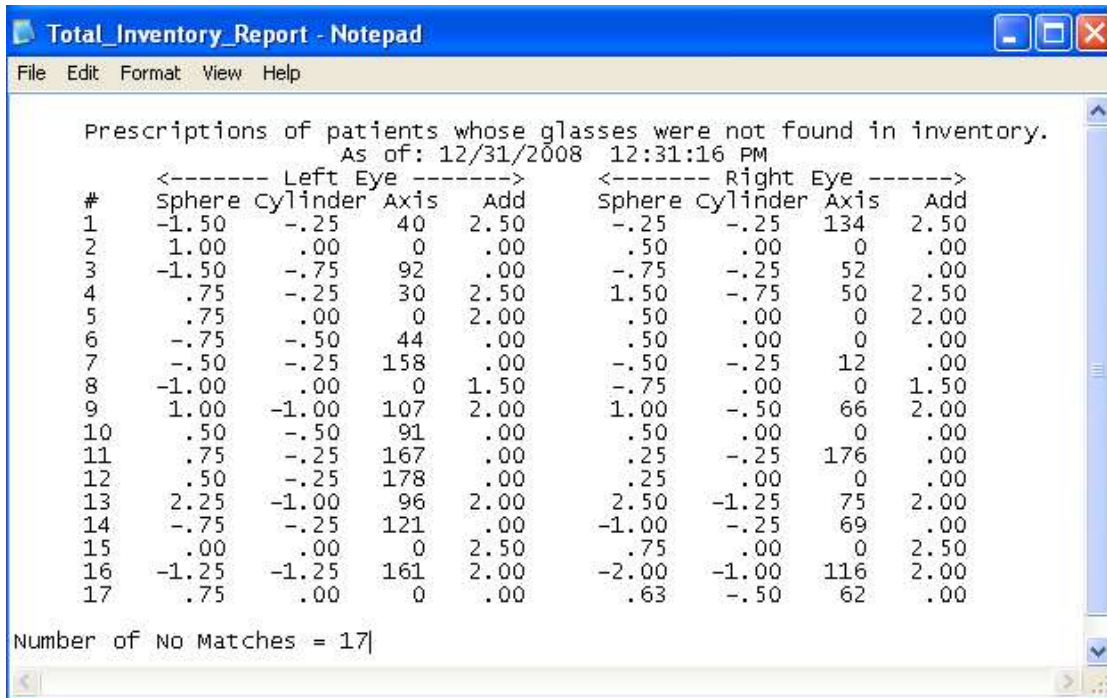 Total_Inventory_Report - Notepad
File Edit Format View Help
Prescriptions of patients whose glasses were not found in inventory.
As of: 12/31/2008 12:31:16 PM
<------- Left Eye -------> <------- Right Eye ------>
# Sphere Cylinder Axis Add Sphere Cylinder Axis Add
1 -1.50 -.25 40 2.50 -.25 -.25 134 2.50
2 1.00 .00 0 .00 .50 .00 0 .00
3 -1.50 -.75 92 .00 -.75 -.25 52 .00
4 .75 -.25 30 2.50 1.50 -.75 50 2.50
5 .75 .00 0 2.00 .50 .00 0 2.00
6 -.75 -.50 44 .00 .50 .00 0 .00
7 -.50 -.25 158 .00 -.50 -.25 12 .00
8 -1.00 .00 0 1.50 -.75 .00 0 1.50
9 1.00 -1.00 107 2.00 1.00 -.50 66 2.00
10 .50 -.50 91 .00 .50 .00 0 .00
11 .75 -.25 167 .00 .25 -.25 176 .00
12 .50 -.25 178 .00 .25 .00 0 .00
13 2.25 -1.00 96 2.00 2.50 -1.25 75 2.00
14 -.75 -.25 121 .00 -1.00 -.25 69 .00
15 .00 .00 0 2.50 .75 .00 0 2.50
16 -1.25 -1.25 161 2.00 -2.00 -1.00 116 2.00
17 .75 .00 0 .00 .63 -.50 62 .00
Number of No Matches = 17